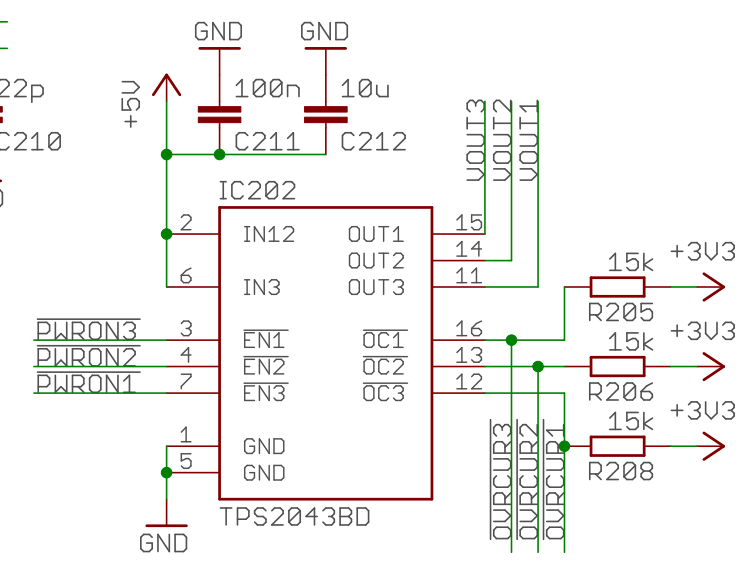 GND
GND
22p
+5V
100n
10u
C210
C211
C212
VOUT3
VOUT2
VOUT1
IC202
2
IN12
OUT1
15
OUT2
14
6
IN3
OUT3
11
+3V3
15k
R205
PWRON3
3
EN1
OC1
16
+3V3
15k
PWRON2
4
EN2
OC2
13
PWRON1
7
EN3
OC3
12
R206
+3V3
15k
1
GND
5
GND
OVRCUR3
OVRCUR2
OVRCUR1
R208
TPS2043BD
GND